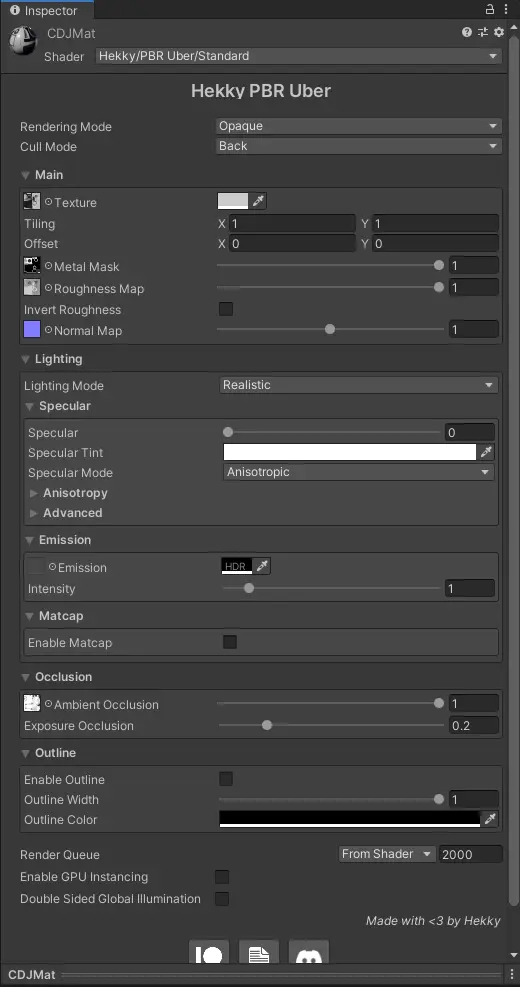 Inspector
CDJMat
Shader Hekky/PBR Uber/Standard
Hekky PBR Uber
Rendering Mode Opaque
Cull Mode Back
Main
Texture
Tiling X 1 Y 1
Offset X 0 Y 0
Metal Mask 1
Roughness Map 1
Invert Roughness
Normal Map 1
Lighting
Lighting Mode Realistic
Specular
Specular 0
Specular Tint
Specular Mode Anisotropic
Anisotropy
Advanced
Emission
Emission HDR
Intensity 1
Matcap
Enable Matcap
Occlusion
Ambient Occlusion 1
Exposure Occlusion 0.2
Outline
Enable Outline
Outline Width 1
Outline Color
Render Queue From Shader 2000
Enable GPU Instancing
Double Sided Global Illumination
Made with <3 by Hekky
CDJMat